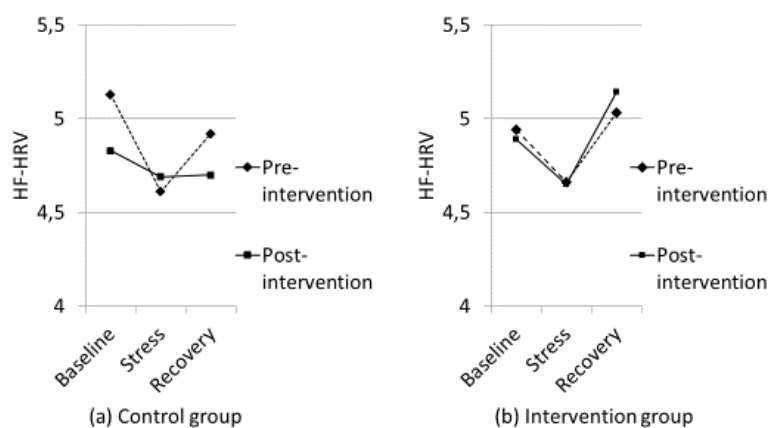 5,5
5
4,5
4
HF-HRV
Baseline
Stress
Recovery
Pre-
intervention
Post-
intervention
(a) Control group
5,5
5
4,5
4
HF-HRV
Baseline
Stress
Recovery
Pre-
intervention
Post-
intervention
(b) Intervention group